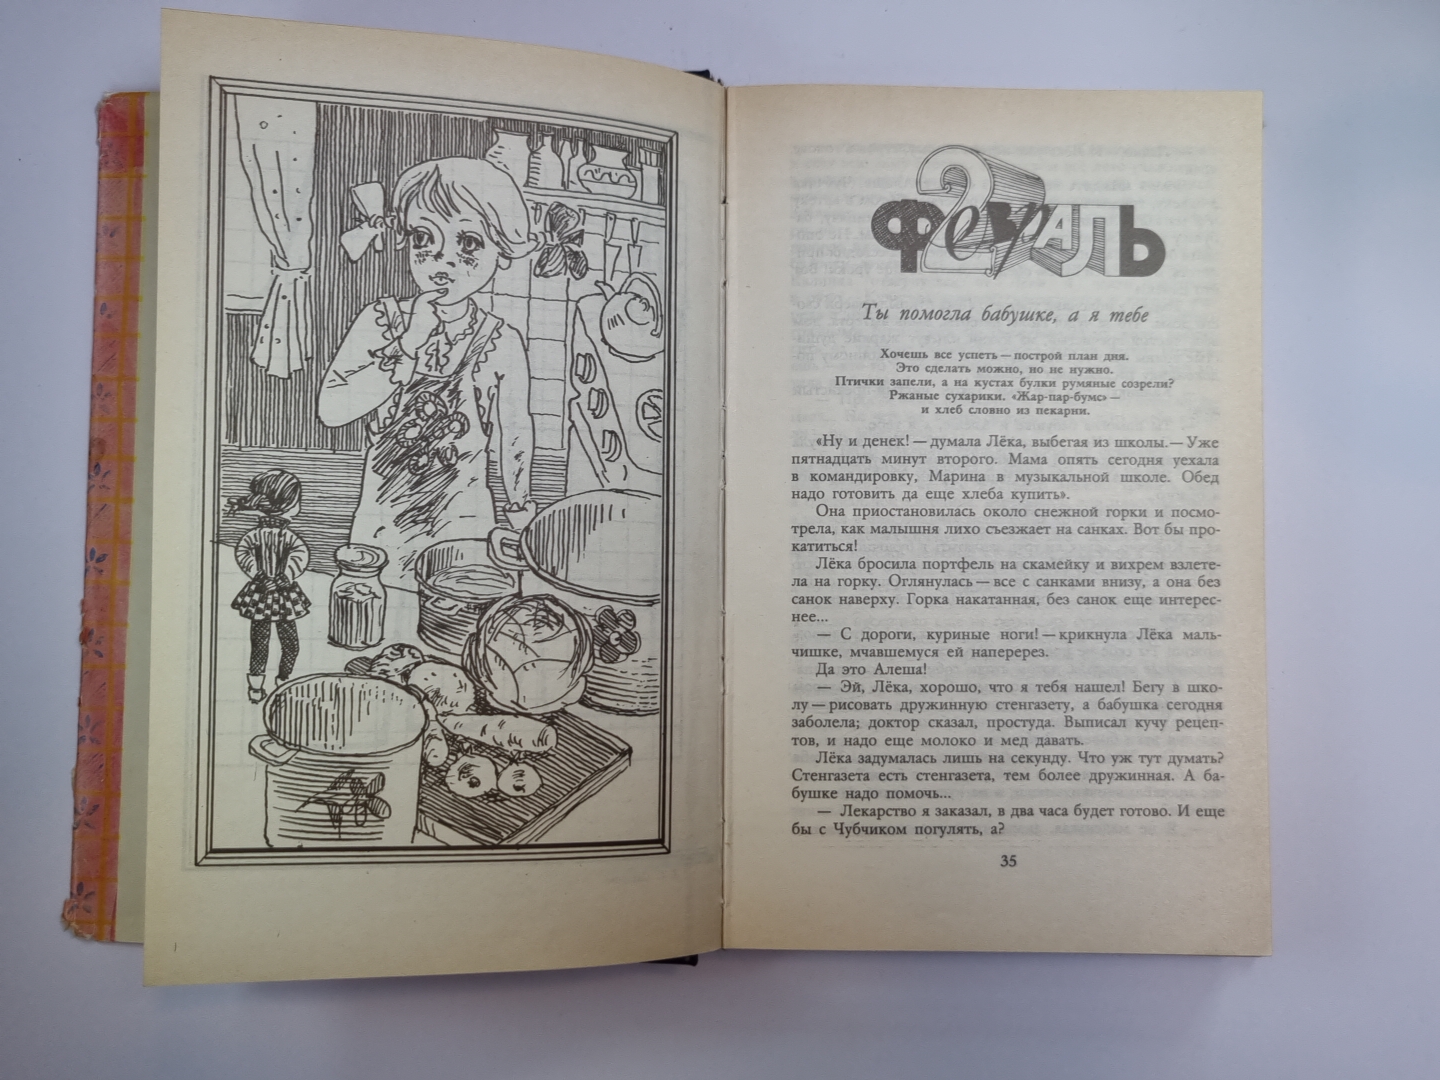 2
ФевРАЛЬ
Ты помогла бабушке, а я тебе
Хочешь все успеть — построй план дня.
Это сделать можно, но не нужно.
Птички запели, а на кустах булки румяные созрели?
Ржаные сухарики. «Жар-пар-бумс» —
и хлеб словно из пекарни.
«Ну и денек! — думала Лёка, выбегая из школы. — Уже
пятнадцать минут второго. Мама опять сегодня уехала
в командировку, Марина в музыкальной школе. Обед
надо готовить да еще хлеба купить».
Она приостановилась около снежной горки и посмо-
трела, как малышня лихо съезжает на санках. Вот бы про-
катиться!
Лёка бросила портфель на скамейку и вихрем взлете-
ла на горку. Оглянулась — все с санками внизу, а она без
санок наверху. Горка накатанная, без санок еще интерес-
нее...
— С дороги, куриные ноги! — крикнула Лёка маль-
чишке, мчавшемуся ей наперерез.
Да это Алеша!
— Эй, Лёка, хорошо, что я тебя нашел! Бегу в шко-
лу — рисовать дружинную стенгазету, а бабушка сегодня
заболела; доктор сказал, простуда. Выписал кучу рецеп-
тов, и надо еще молоко и мед давать.
Лёка задумалась лишь на секунду. Что уж тут думать?
Стенгазета есть стенгазета, тем более дружинная. А ба-
бушке надо помочь...
— Лекарство я заказал, в два часа будет готово. И еще
бы с Чубчиком погулять, а?
35